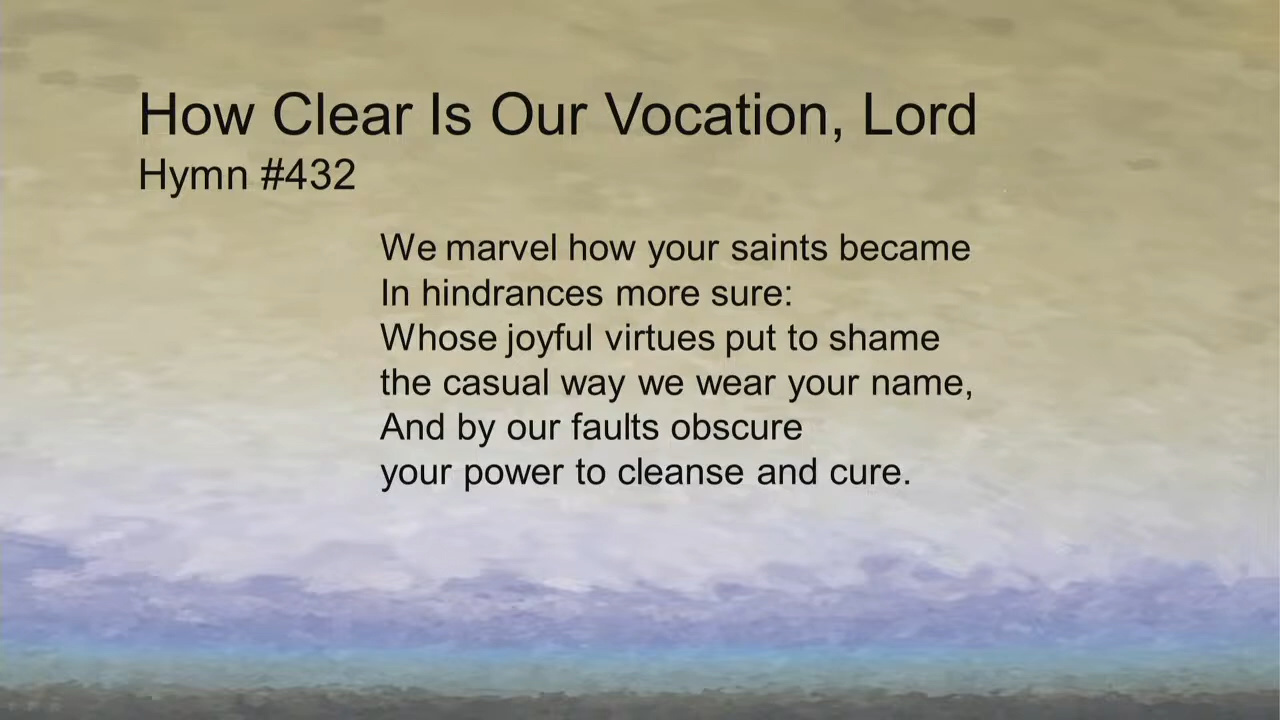 How Clear Is Our Vocation, Lord
Hymn #432
We marvel how your saints became
In hindrances more sure:
Whose joyful virtues put to shame
the casual way we wear your name,
And by our faults obscure
your power to cleanse and cure.